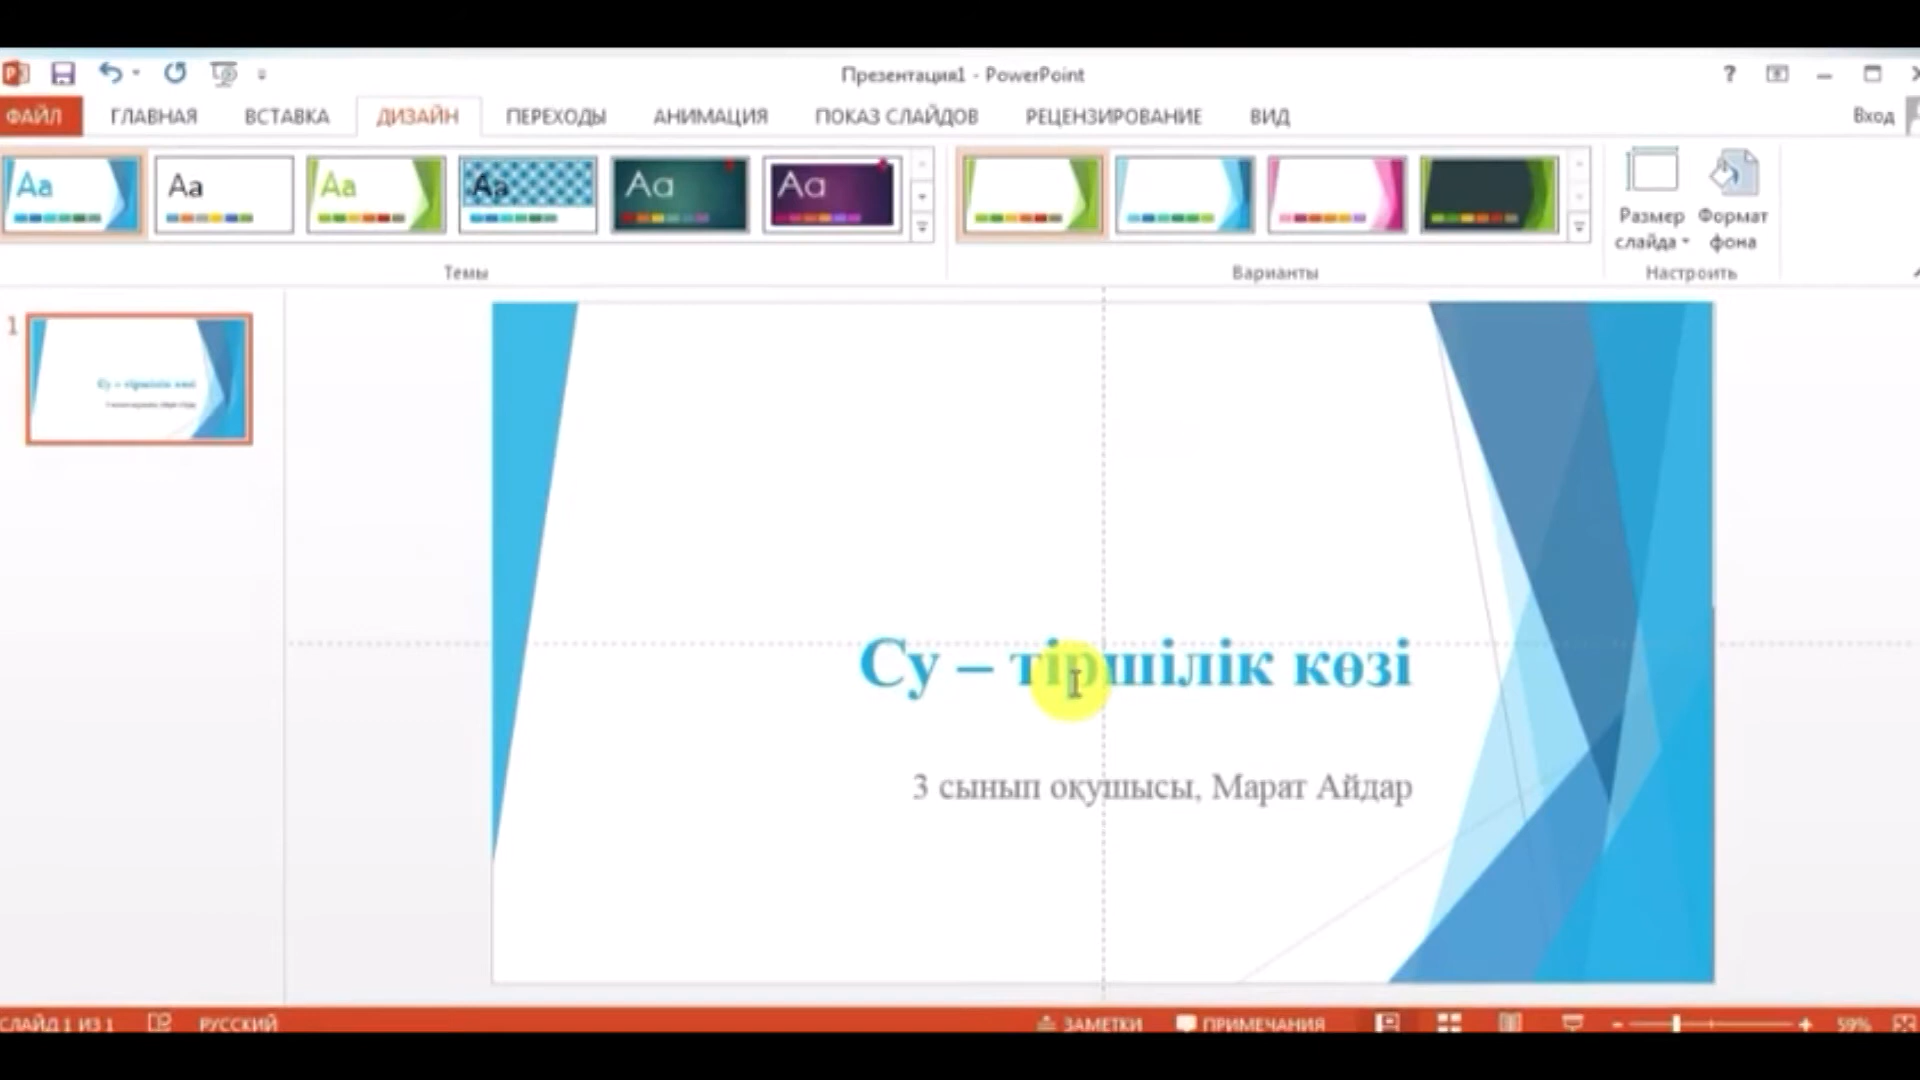 Презентация1 - PowerPoint
?
ФАЙЛ ГЛАВНАЯ ВСТАВКА ДИЗАЙН ПЕРЕХОДЫ АНИМАЦИЯ ПОКАЗ СЛАЙДОВ РЕЦЕНЗИРОВАНИЕ ВИД Вход
Aa Aa Aa Aa Aa Aa
Размер слайда
Формат фона
Темы Варианты Настроить
1
Су – тіршілік көзі
3 сынып оқушысы, Марат Айдар
СЛАЙД 1 ИЗ 1 РУССКИЙ ЗАМЕТКИ ПРИМЕЧАНИЯ 59%